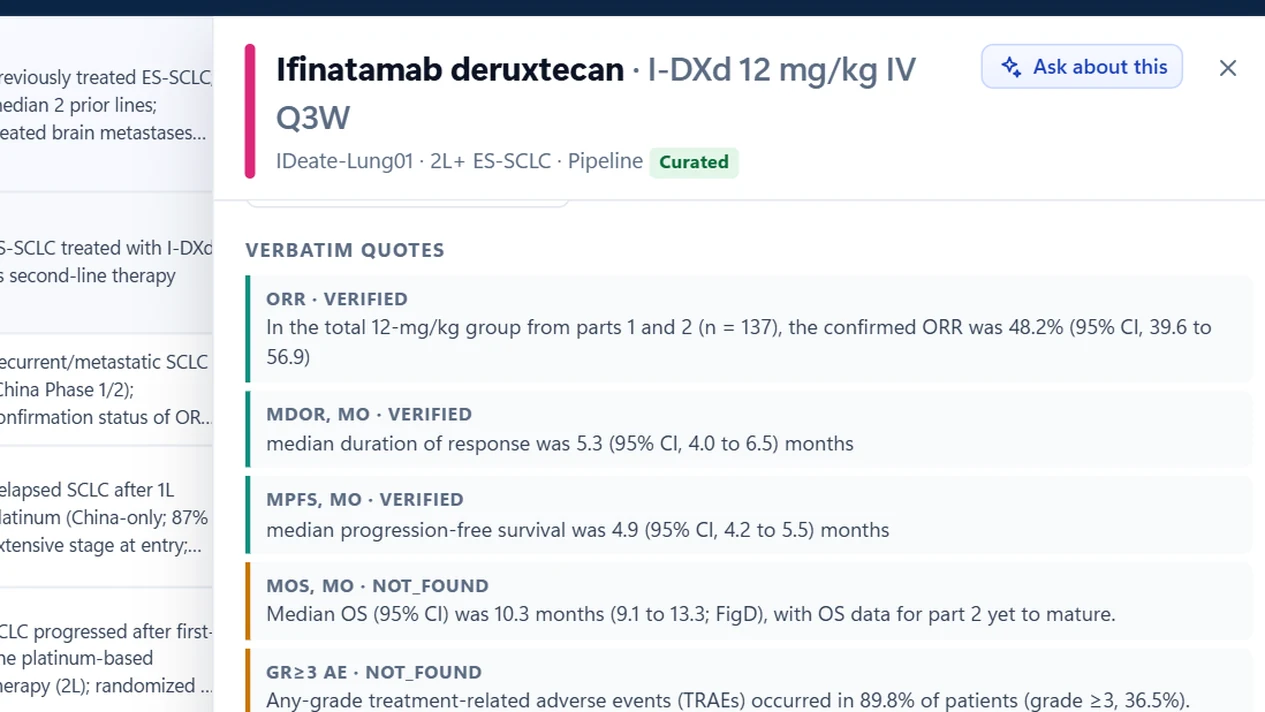 reviously treated ES-SCLC,
median 2 prior lines;
reated brain metastases...
S-SCLC treated with I-DXd
s second-line therapy
ecurrent/metastatic SCLC
China Phase 1/2);
onfirmation status of OR...
elapsed SCLC after 1L
latinum (China-only; 87%
xtensive stage at entry;...
CLC progressed after first-
ne platinum-based
herapy (2L); randomized ...
Ifinatamab deruxtecan · I-DXd 12 mg/kg IV
Q3W
Ask about this
IDeate-Lung01 · 2L+ ES-SCLC · Pipeline Curated
VERBATIM QUOTES
ORR · VERIFIED
In the total 12-mg/kg group from parts 1 and 2 (n = 137), the confirmed ORR was 48.2% (95% CI, 39.6 to
56.9)
MDOR, MO · VERIFIED
median duration of response was 5.3 (95% CI, 4.0 to 6.5) months
MPFS, MO · VERIFIED
median progression-free survival was 4.9 (95% CI, 4.2 to 5.5) months
MOS, MO · NOT_FOUND
Median OS (95% CI) was 10.3 months (9.1 to 13.3; FigD), with OS data for part 2 yet to mature.
GR≥3 AE · NOT_FOUND
Any-grade treatment-related adverse events (TRAEs) occurred in 89.8% of patients (grade ≥3, 36.5%).